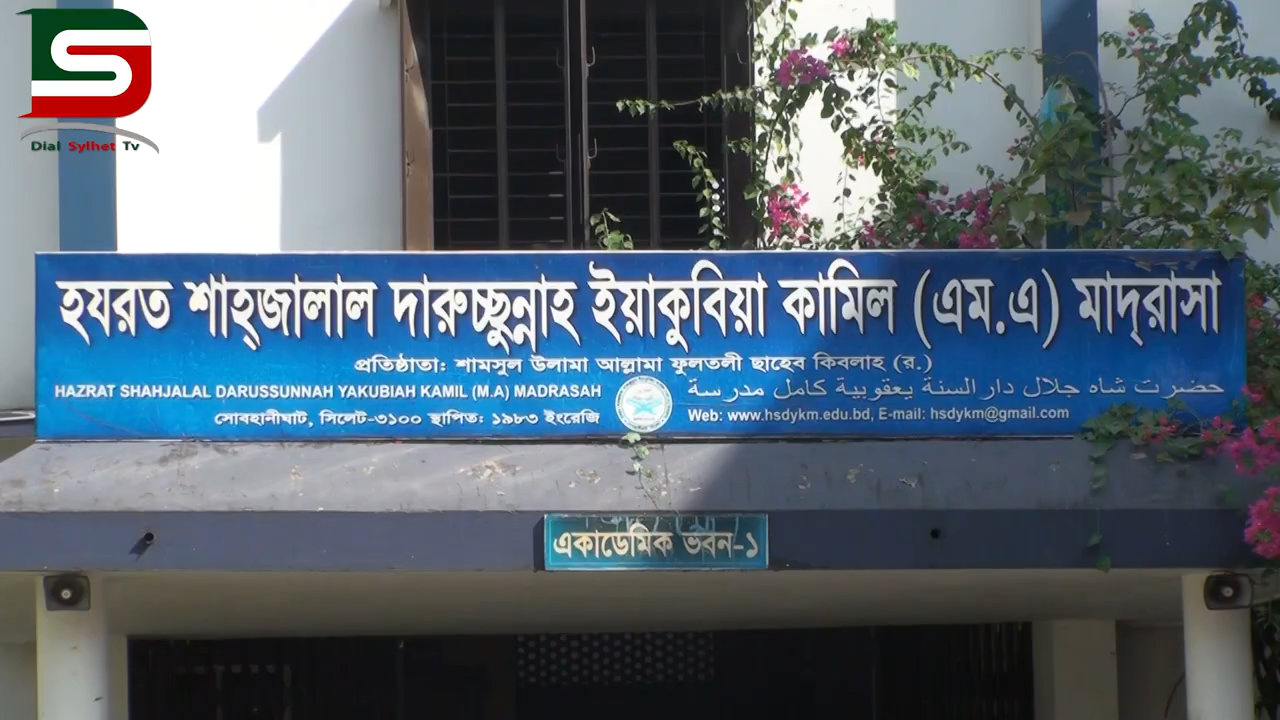 DS
Dial Sylhet Tv
হযরত শাহ্জালাল দারুচ্ছুন্নাহ ইয়াকুবিয়া কামিল (এম.এ) মাদ্রাসা
প্রতিষ্ঠাতা: শামসুল উলামা আল্লামা ফুলতলী ছাহেব কিবলাহ (র.)
HAZRAT SHAHJALAL DARUSSUNNAH YAKUBIAH KAMIL (M.A) MADRASAH
حضرت شاه جلال دار السنة يعقوبية كامل مدرسة
সোবহানীঘাট, সিলেট-৩১০০ স্থাপিত: ১৯৮৩ ইংরেজি
Web: www.hsdykm.edu.bd, E-mail: hsdykm@gmail.com
একাডেমিক ভবন-১